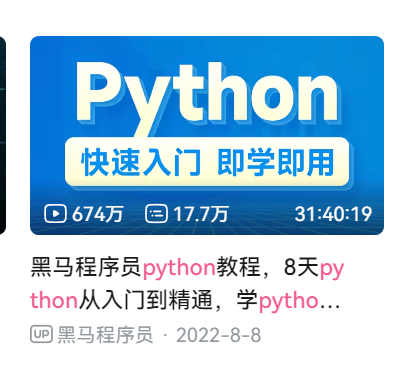 Python
快速入门 即学即用
674万 17.7万 31:40:19
黑马程序员python教程，8天py
thon从入门到精通，学pytho…
UP 黑马程序员 · 2022-8-8